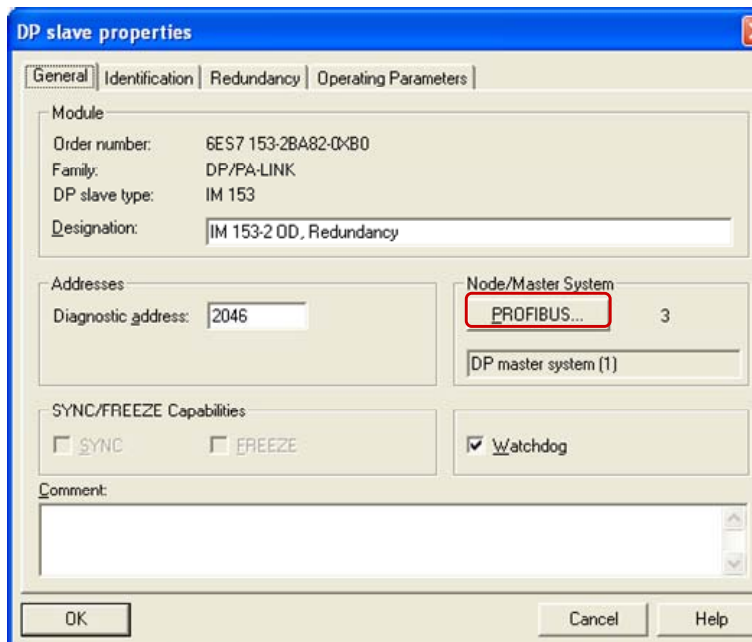 DP slave properties
General Identification Redundancy Operating Parameters
Module
Order number: 6ES7 153-2BA82-0XB0
Family: DP/PA-LINK
DP slave type: IM 153
Designation: IM 153-2 OD, Redundancy
Addresses
Diagnostic address: 2046
Node/Master System
PROFIBUS... 3
DP master system (1)
SYNC/FREEZE Capabilities
SYNC FREEZE
Watchdog
Comment:
OK Cancel Help